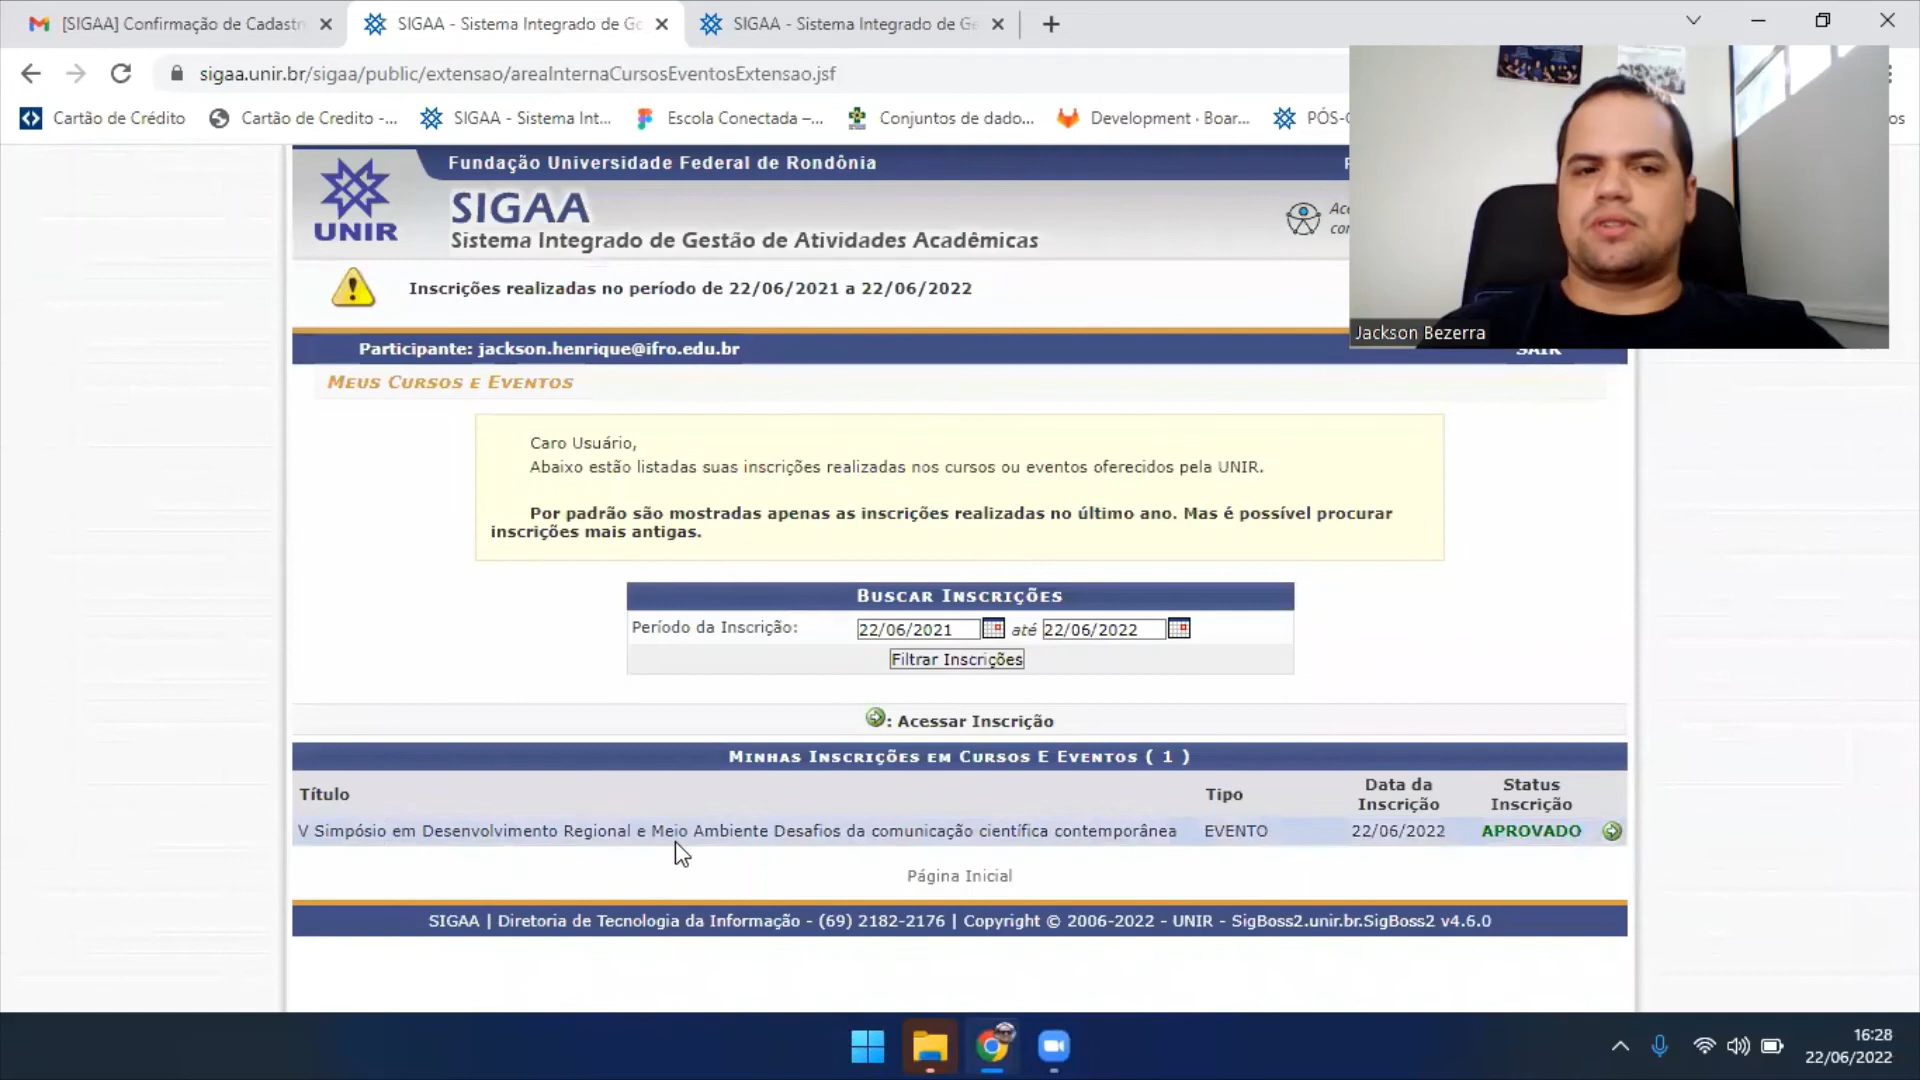 [SIGAA] Confirmação de Cadastr
SIGAA - Sistema Integrado de G
SIGAA - Sistema Integrado de G
sigaa.unir.br/sigaa/public/extensao/areaInternaCursosEventosExtensao.jsf
Cartão de Crédito
Cartão de Credito -...
SIGAA - Sistema Int...
Escola Conectada –...
Conjuntos de dado...
Development · Boar...
PÓS-
os
Fundação Universidade Federal de Rondônia
UNIR
SIGAA
Sistema Integrado de Gestão de Atividades Acadêmicas
Jackson Bezerra
Inscrições realizadas no período de 22/06/2021 a 22/06/2022
Participante: jackson.henrique@ifro.edu.br
SAIR
Meus Cursos e Eventos
Caro Usuário,
Abaixo estão listadas suas inscrições realizadas nos cursos ou eventos oferecidos pela UNIR.
Por padrão são mostradas apenas as inscrições realizadas no último ano. Mas é possível procurar
inscrições mais antigas.
Buscar Inscrições
Período da Inscrição: 22/06/2021 até 22/06/2022
Filtrar Inscrições
: Acessar Inscrição
Minhas Inscrições em Cursos E Eventos ( 1 )
Título Tipo Data da Inscrição Status Inscrição
V Simpósio em Desenvolvimento Regional e Meio Ambiente Desafios da comunicação científica contemporânea EVENTO 22/06/2022 APROVADO
Página Inicial
SIGAA | Diretoria de Tecnologia da Informação - (69) 2182-2176 | Copyright © 2006-2022 - UNIR - SigBoss2.unir.br.SigBoss2 v4.6.0
16:28
22/06/2022